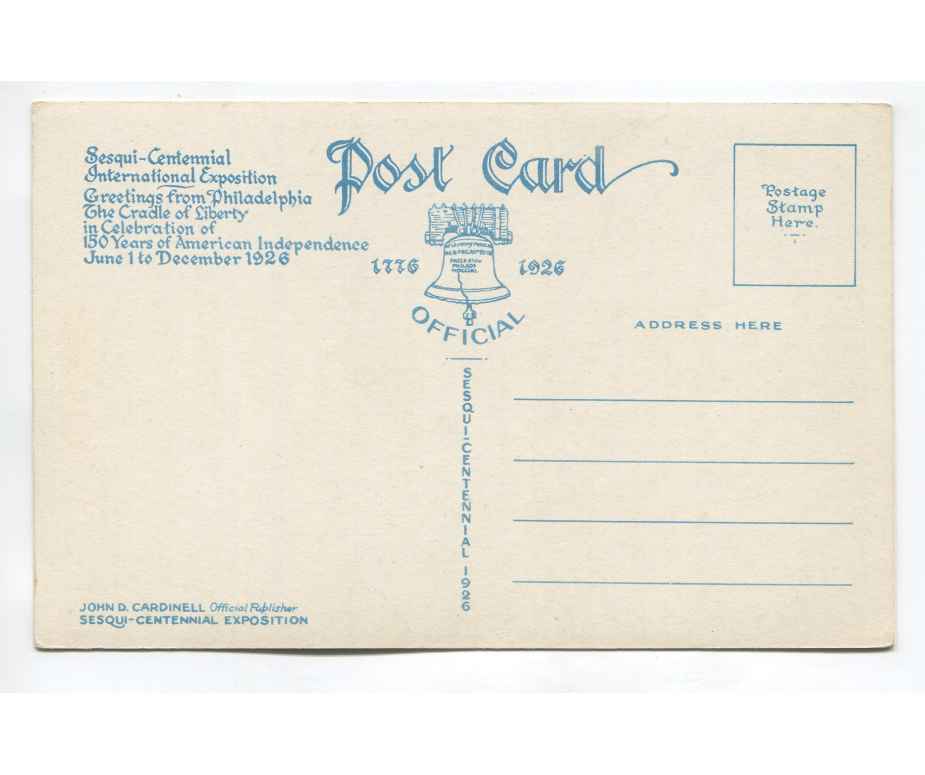 Sesqui-Centennial
International Exposition
Greetings from Philadelphia
The Cradle of Liberty
in Celebration of
150 Years of American Independence
June 1 to December 1926
Post Card
1776 1926
OFFICIAL
Postage
Stamp
Here.
ADDRESS HERE
SESQUI-CENTENNIAL 1926
JOHN D. CARDINELL Official Publisher
SESQUI-CENTENNIAL EXPOSITION